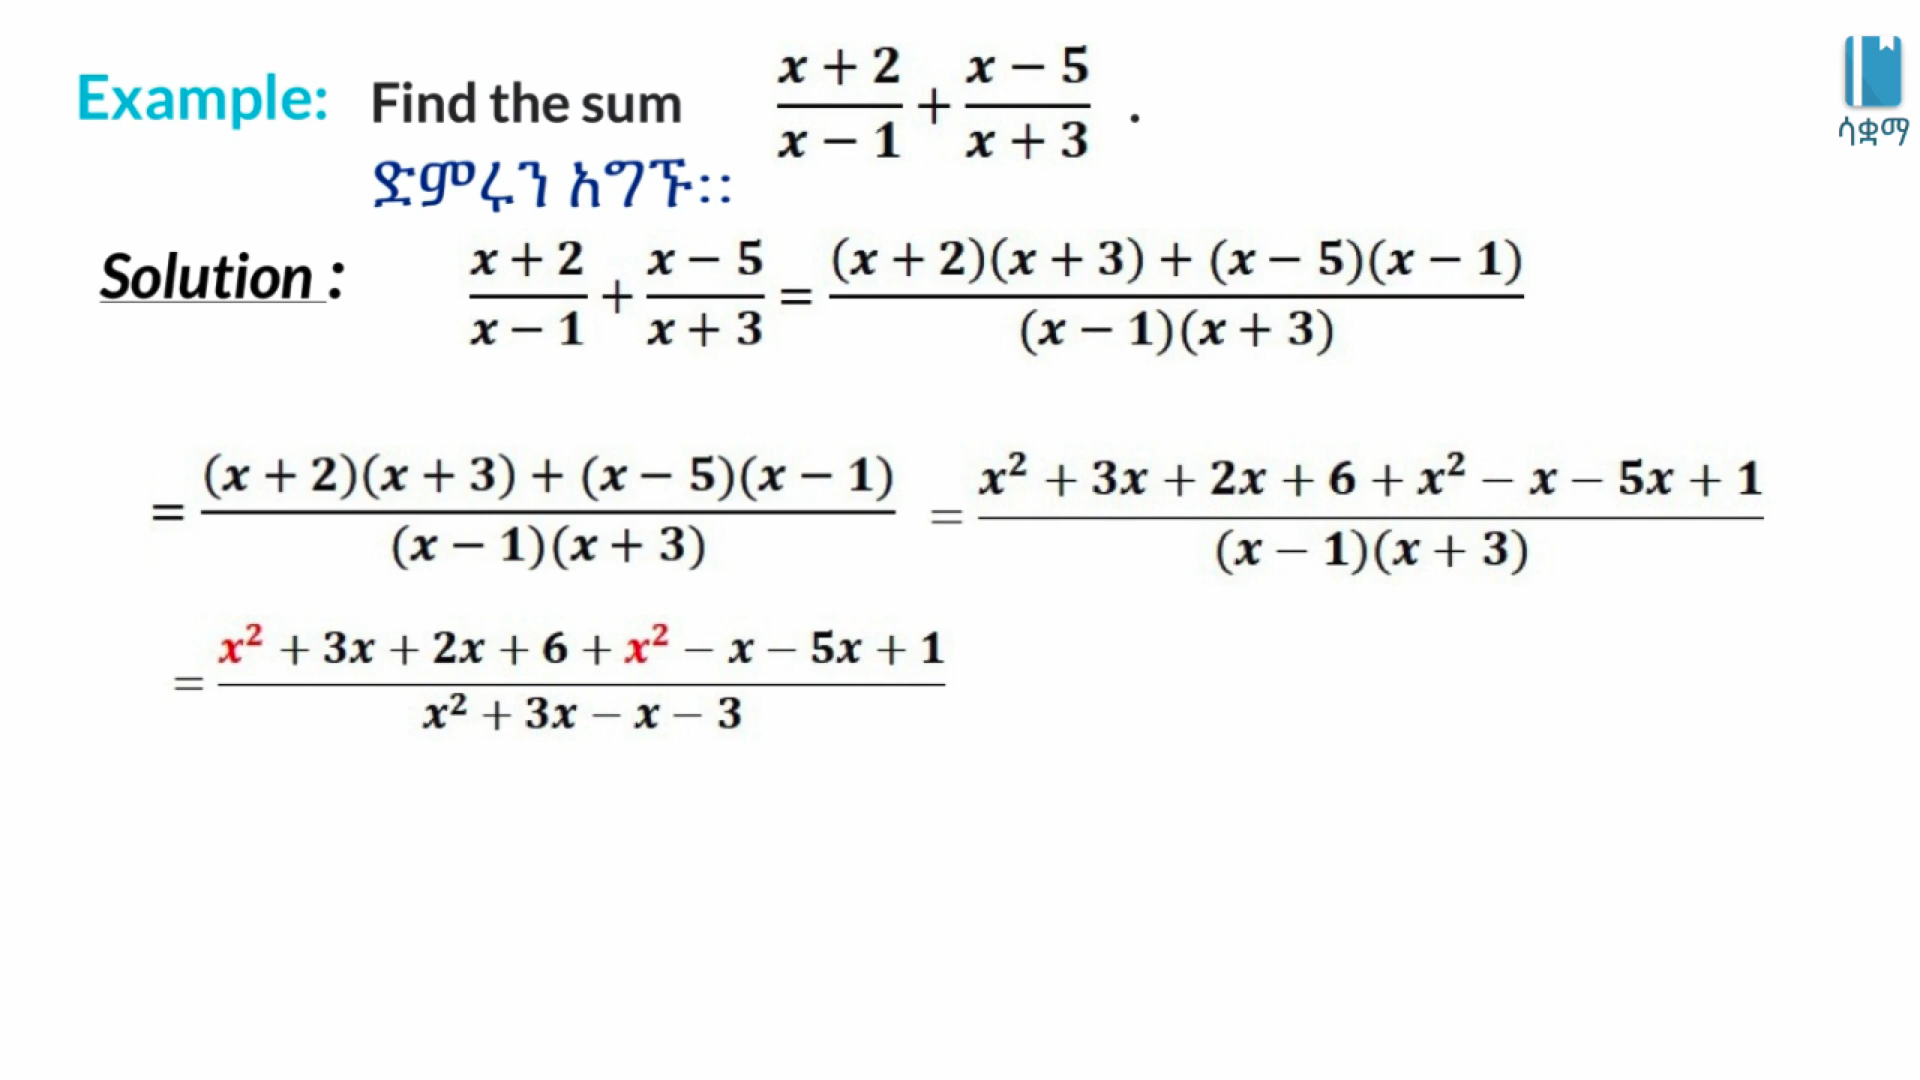 Example: Find the sum (x + 2)/(x − 1) + (x − 5)/(x + 3) .
ሳቋማ
ድምሩን አግኙ፡፡
Solution : (x + 2)/(x − 1) + (x − 5)/(x + 3) = ((x + 2)(x + 3) + (x − 5)(x − 1))/((x − 1)(x + 3))
= ((x + 2)(x + 3) + (x − 5)(x − 1))/((x − 1)(x + 3)) = (x² + 3x + 2x + 6 + x² − x − 5x + 1)/((x − 1)(x + 3))
= (x² + 3x + 2x + 6 + x² − x − 5x + 1)/(x² + 3x − x − 3)